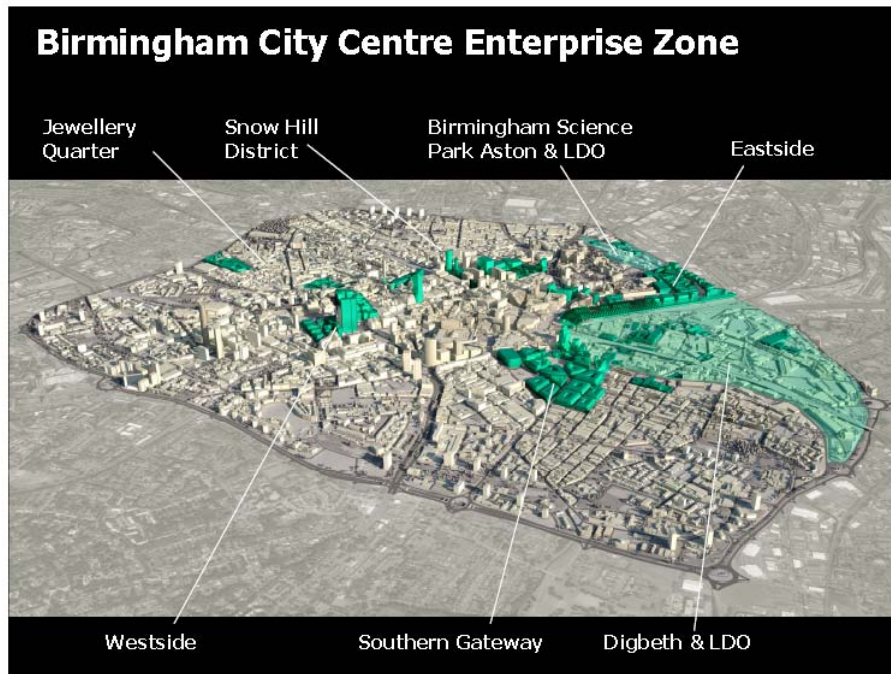 Birmingham City Centre Enterprise Zone
Jewellery
Quarter
Snow Hill
District
Birmingham Science
Park Aston & LDO
Eastside
Westside
Southern Gateway
Digbeth & LDO